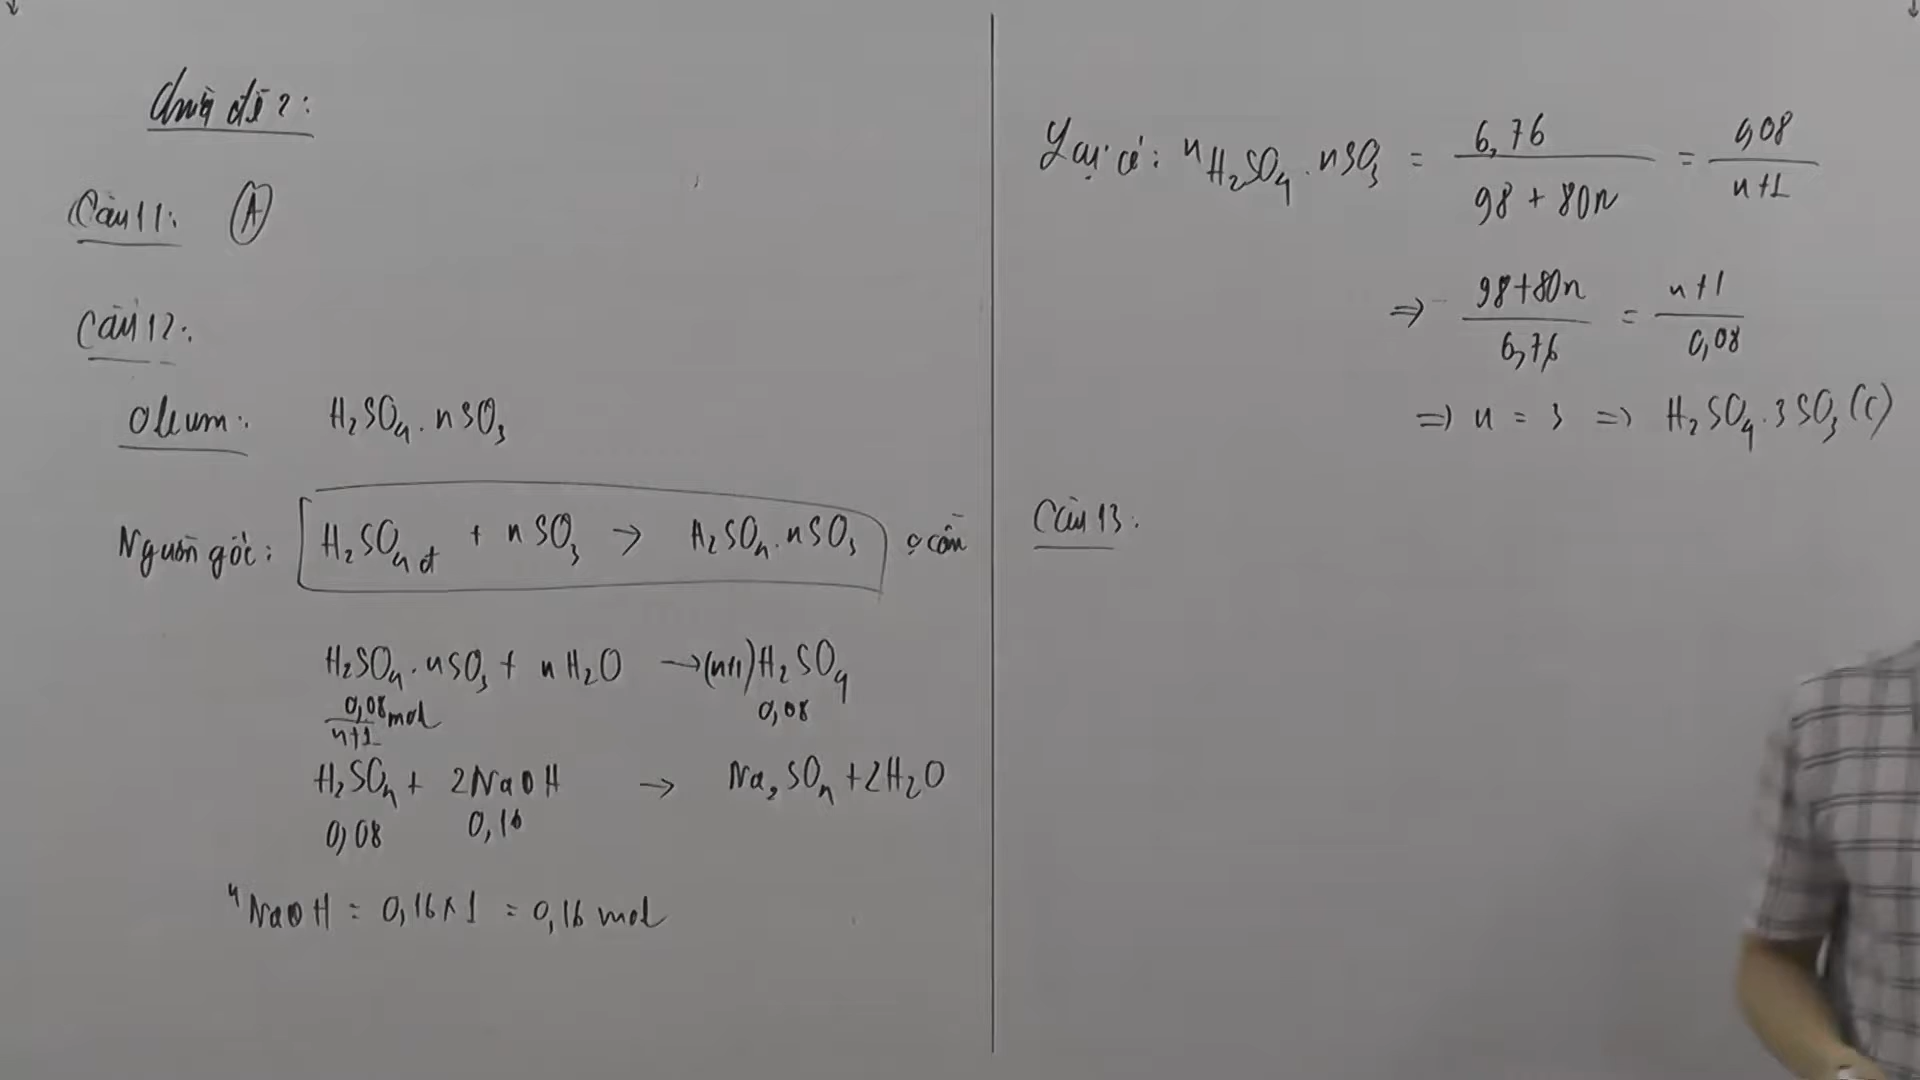 Chữa đề 2:
Câu 11: A
Câu 12:
Oleum: H₂SO₄.nSO₃
Nguồn gốc: H₂SO₄ đ + nSO₃ → H₂SO₄.nSO₃
H₂SO₄.nSO₃ + nH₂O → (n+1)H₂SO₄
0,08/n+1 mol 0,08
H₂SO₄ + 2NaOH → Na₂SO₄ + 2H₂O
0,08 0,16
nNaOH = 0,16 x 1 = 0,16 mol
Lại có: nH₂SO₄.nSO₃ = 6,76/98 + 80n = 0,08/n+1
=> 98+80n/6,76 = n+1/0,08
=> n = 3 => H₂SO₄.3SO₃ (C)
Câu 13: